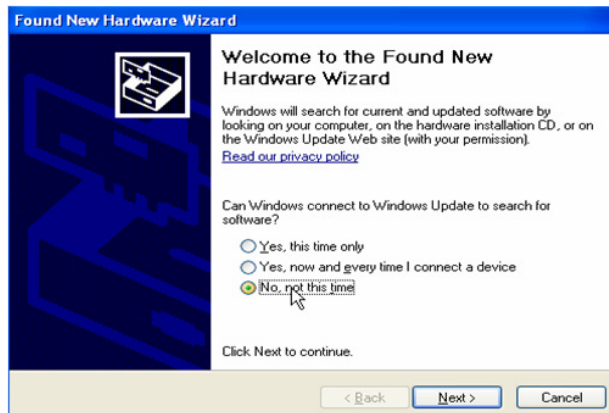 Found New Hardware Wizard
Welcome to the Found New
Hardware Wizard
Windows will search for current and updated software by
looking on your computer, on the hardware installation CD, or on
the Windows Update Web site (with your permission).
Read our privacy policy
Can Windows connect to Windows Update to search for
software?
Yes, this time only
Yes, now and every time I connect a device
No, not this time
Click Next to continue.
< Back
Next >
Cancel